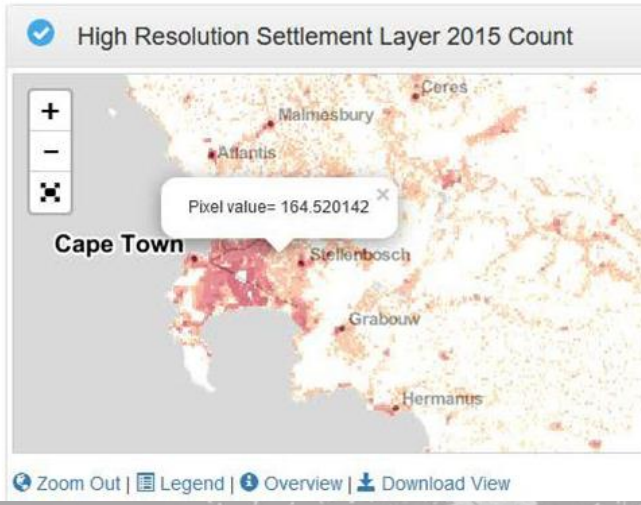 High Resolution Settlement Layer 2015 Count
+
Ceres
Malmesbury
−
Atlantis
Pixel value= 164.520142 ×
Cape Town
Stellenbosch
Grabouw
Hermanus
Zoom Out | Legend | Overview | Download View